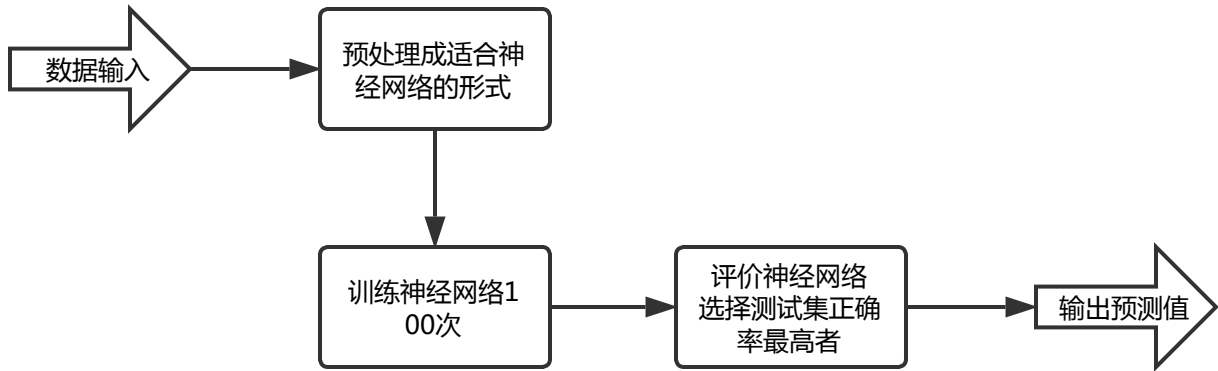 数据输入
预处理成适合神
经网络的形式
训练神经网络1
00次
评价神经网络
选择测试集正确
率最高者
输出预测值